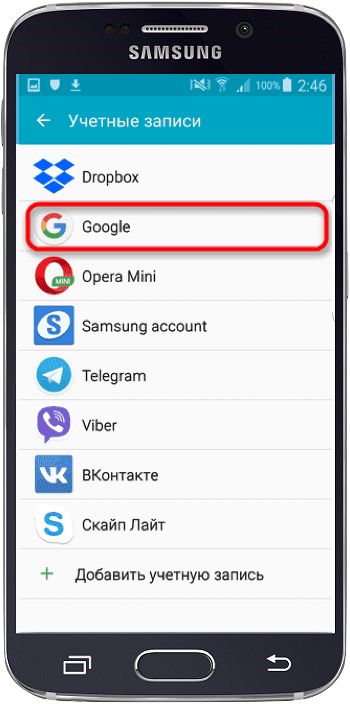 SAMSUNG
100% 2:46
Учетные записи
Dropbox
Google
Opera Mini
MINI
Samsung account
Telegram
Viber
ВКонтакте
Скайп Лайт
+ Добавить учетную запись